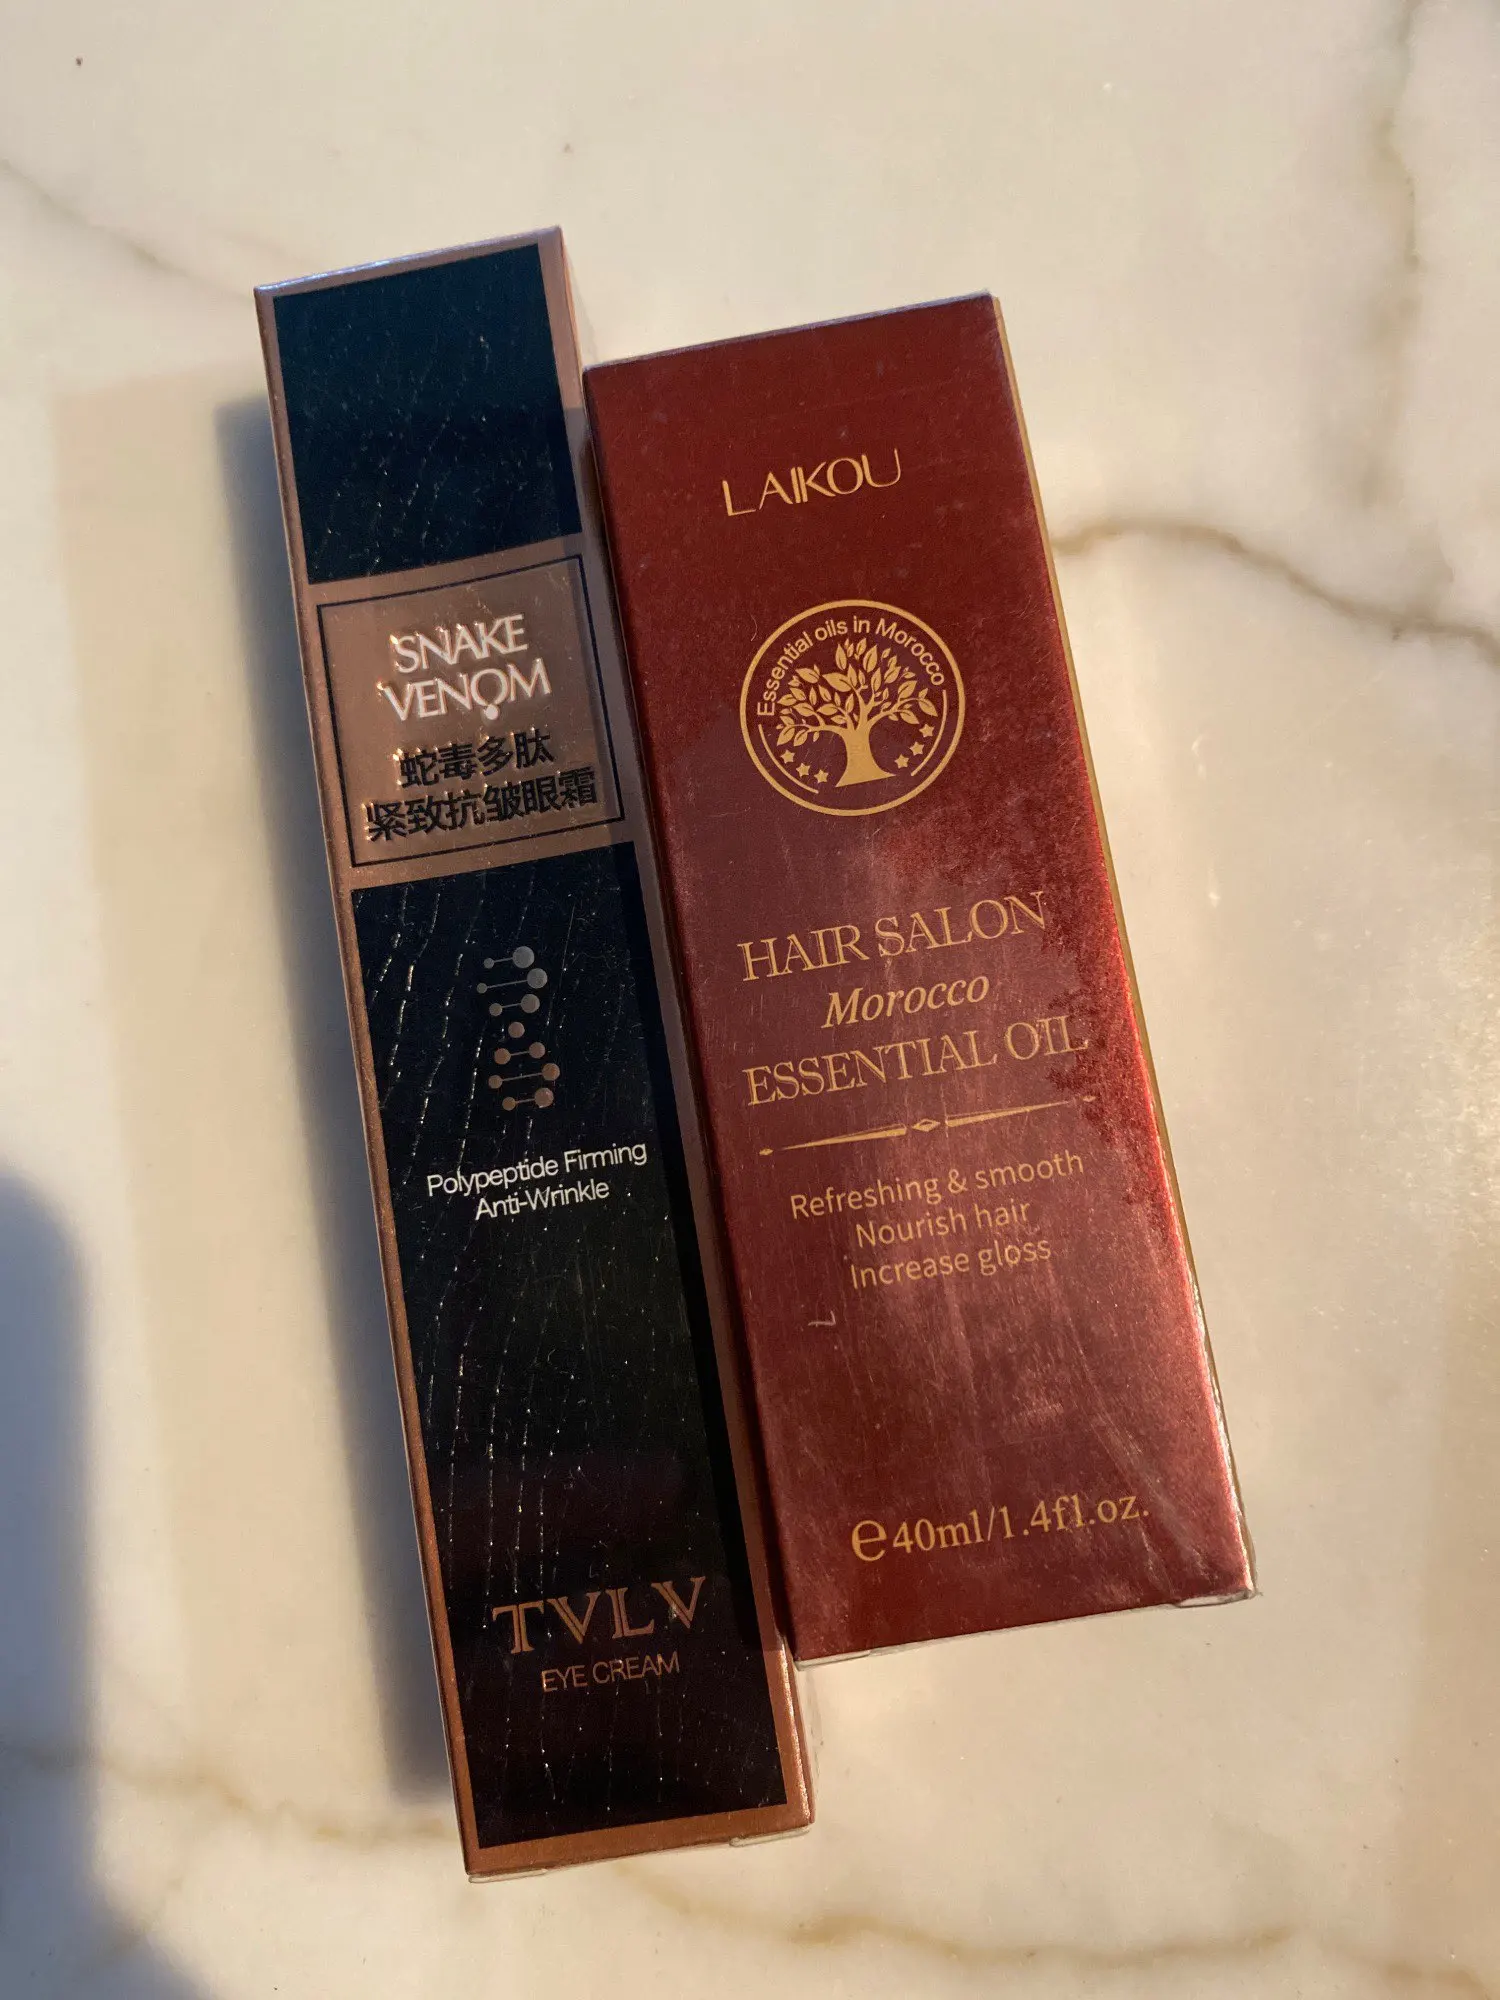 SNAKE
VENOM
蛇毒多肽
紧致抗皱眼霜
Polypeptide Firming
Anti-Wrinkle
TVLV
EYE CREAM
LAIKOU
Essential oils in Morocco
HAIR SALON
Morocco
ESSENTIAL OIL
Refreshing & smooth
Nourish hair
Increase gloss
℮40ml/1.4fl.oz.